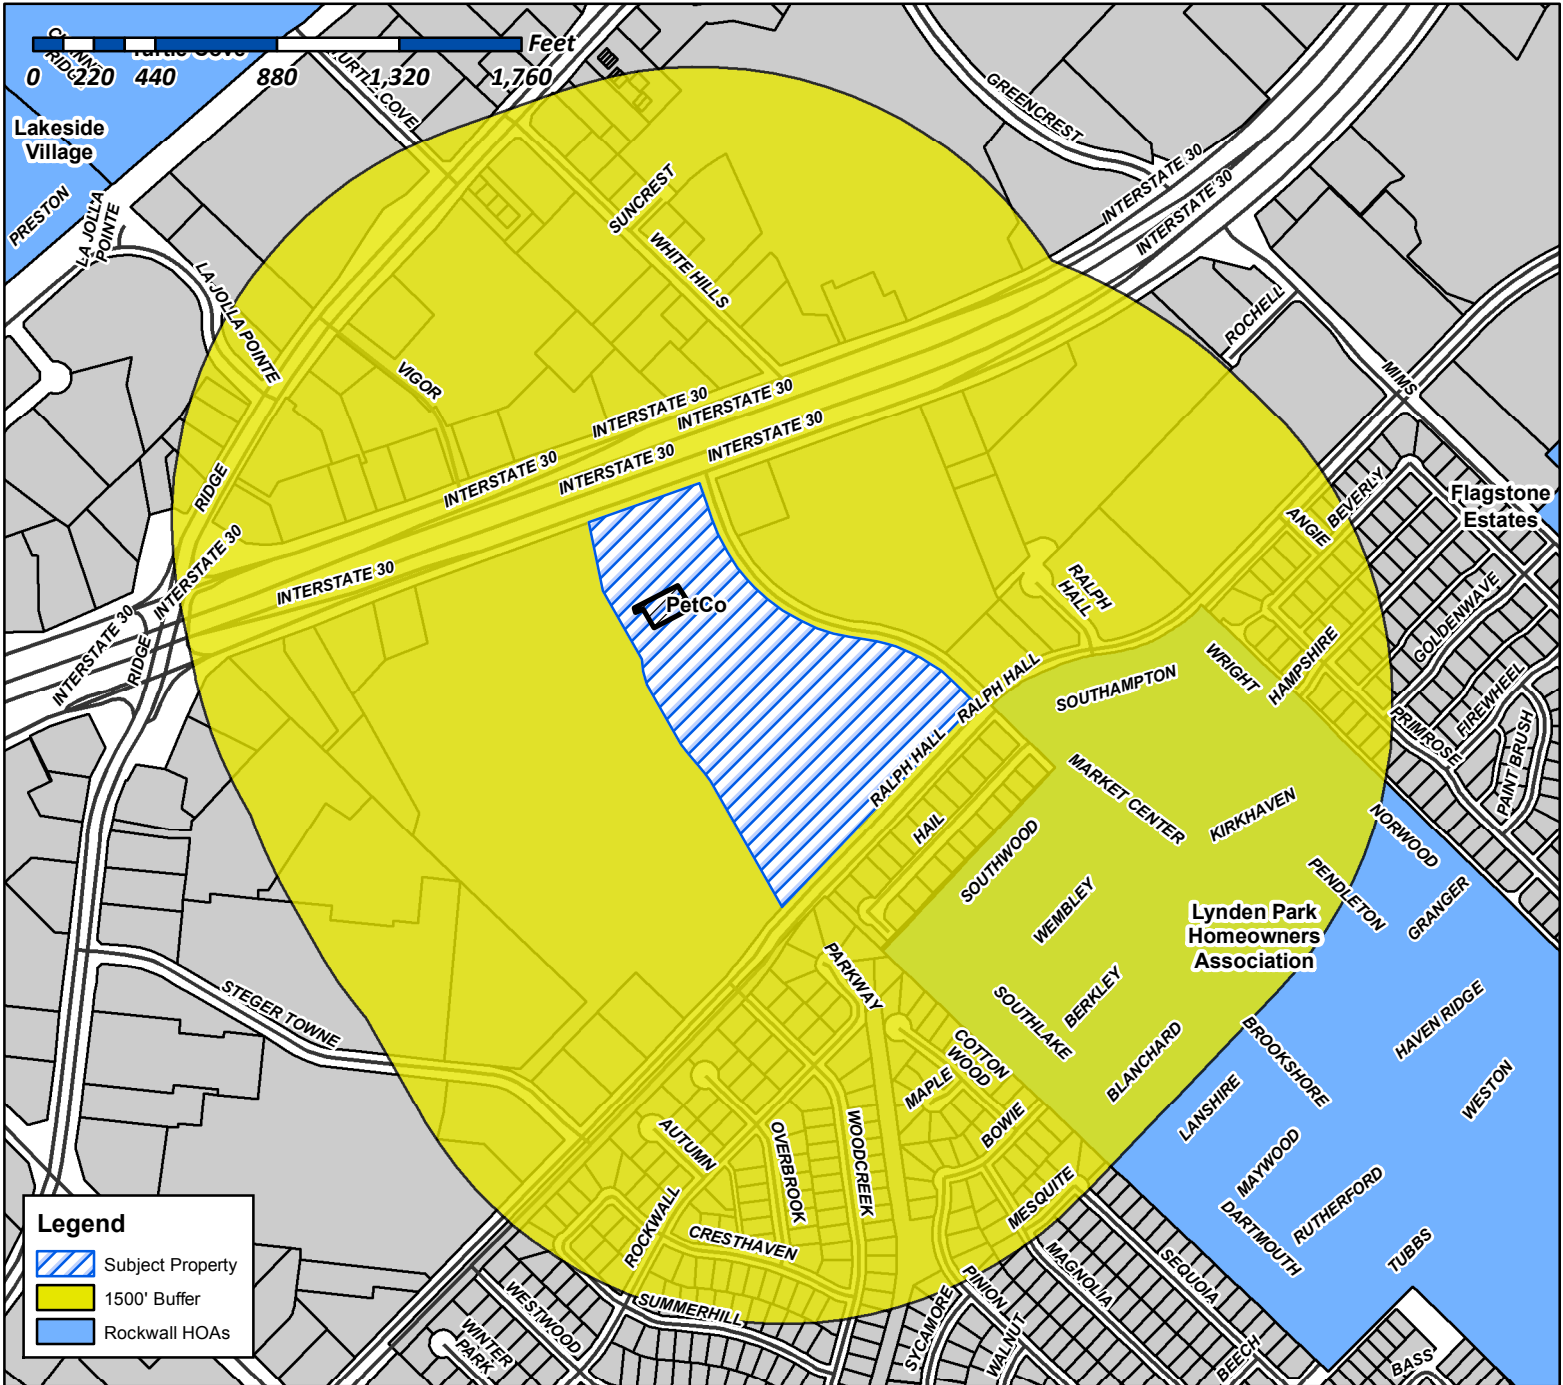 Turtle Cove
Feet
0 220 440 880 1,320 1,760
Lakeside
Village
PRESTON
LA JOLLA
POINTE
LA JOLLA POINTE
GREENCREST
SUNCREST
WHITE HILLS
INTERSTATE 30
INTERSTATE 30
ROCHELL
MIMS
VIGOR
INTERSTATE 30
INTERSTATE 30
INTERSTATE 30
INTERSTATE 30
INTERSTATE 30
RIDGE
INTERSTATE 30
INTERSTATE 30
INTERSTATE 30
RIDGE
PetCo
BEVERLY
ANGIE
Flagstone
Estates
RALPH
HALL
GOLDENWAVE
WRIGHT
HAMPSHIRE
FIREWHEEL
PRIMROSE
PAINT BRUSH
RALPH HALL
SOUTHAMPTON
RALPH HALL
MARKET CENTER
KIRKHAVEN
NORWOOD
HAIL
SOUTHWOOD
PENDLETON
GRANGER
WEMBLEY
Lynden Park
Homeowners
Association
PARKWAY
STEGER TOWNE
SOUTHLAKE
BERKLEY
HAVEN RIDGE
BROOKSHORE
COTTON
WOOD
MAPLE
BLANCHARD
LANSHIRE
WESTON
BOWIE
AUTUMN
OVERBROOK
WOODCREEK
MAYWOOD
MESQUITE
RUTHERFORD
DARTMOUTH
ROCKWALL
CRESTHAVEN
TUBBS
SEQUOIA
MAGNOLIA
PINION
SUMMERHILL
WESTWOOD
SYCAMORE
WALNUT
WINTER
PARK
BEECH
BASS
Legend
Subject Property
1500' Buffer
Rockwall HOAs